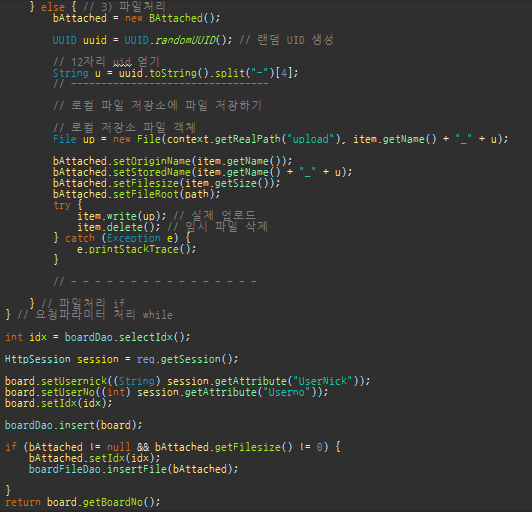 } else { // 3) 파일처리
bAttached = new BAttached();
UUID uuid = UUID.randomUUID(); // 랜덤 UID 생성
// 12자리 uid 얻기
String u = uuid.toString().split("-")[4];
// --------------------------------
// 로컬 파일 저장소에 파일 저장하기
// 로컬 저장소 파일 객체
File up = new File(context.getRealPath("upload"), item.getName() + "_" + u);
bAttached.setOriginName(item.getName());
bAttached.setStoredName(item.getName() + "_" + u);
bAttached.setFilesize(item.getSize());
bAttached.setFileRoot(path);
try {
item.write(up); // 실제 업로드
item.delete(); // 임시 파일 삭제
} catch (Exception e) {
e.printStackTrace();
}
// - - - - - - - - - - - - - - - -
} // 파일처리 if
} // 요청파라미터 처리 while
int idx = boardDao.selectIdx();
HttpSession session = req.getSession();
board.setUsernick((String) session.getAttribute("UserNick"));
board.setUserNo((int) session.getAttribute("Userno"));
board.setIdx(idx);
boardDao.insert(board);
if (bAttached != null && bAttached.getFilesize() != 0) {
bAttached.setIdx(idx);
boardFileDao.insertFile(bAttached);
}
return board.getBoardNo();